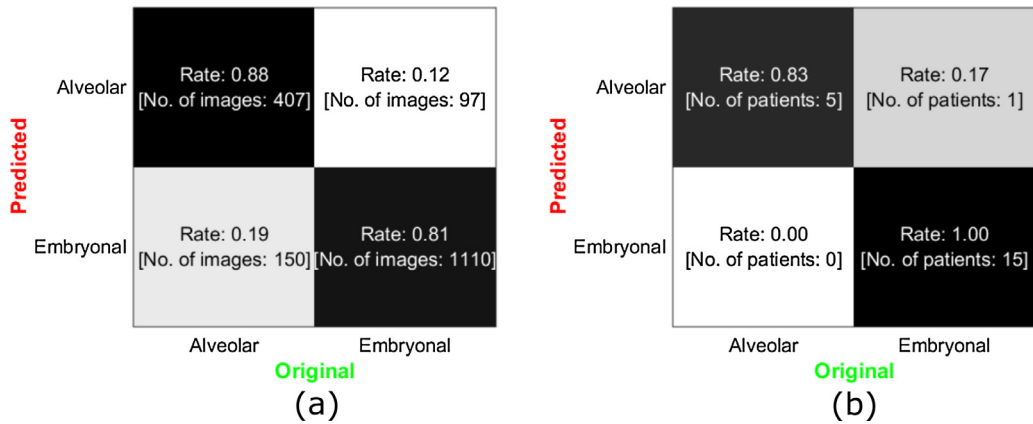 Predicted
Alveolar
Rate: 0.88
[No. of images: 407]
Rate: 0.12
[No. of images: 97]
Embryonal
Rate: 0.19
[No. of images: 150]
Rate: 0.81
[No. of images: 1110]
Alveolar
Embryonal
Original
(a)
Predicted
Alveolar
Rate: 0.83
[No. of patients: 5]
Rate: 0.17
[No. of patients: 1]
Embryonal
Rate: 0.00
[No. of patients: 0]
Rate: 1.00
[No. of patients: 15]
Alveolar
Embryonal
Original
(b)